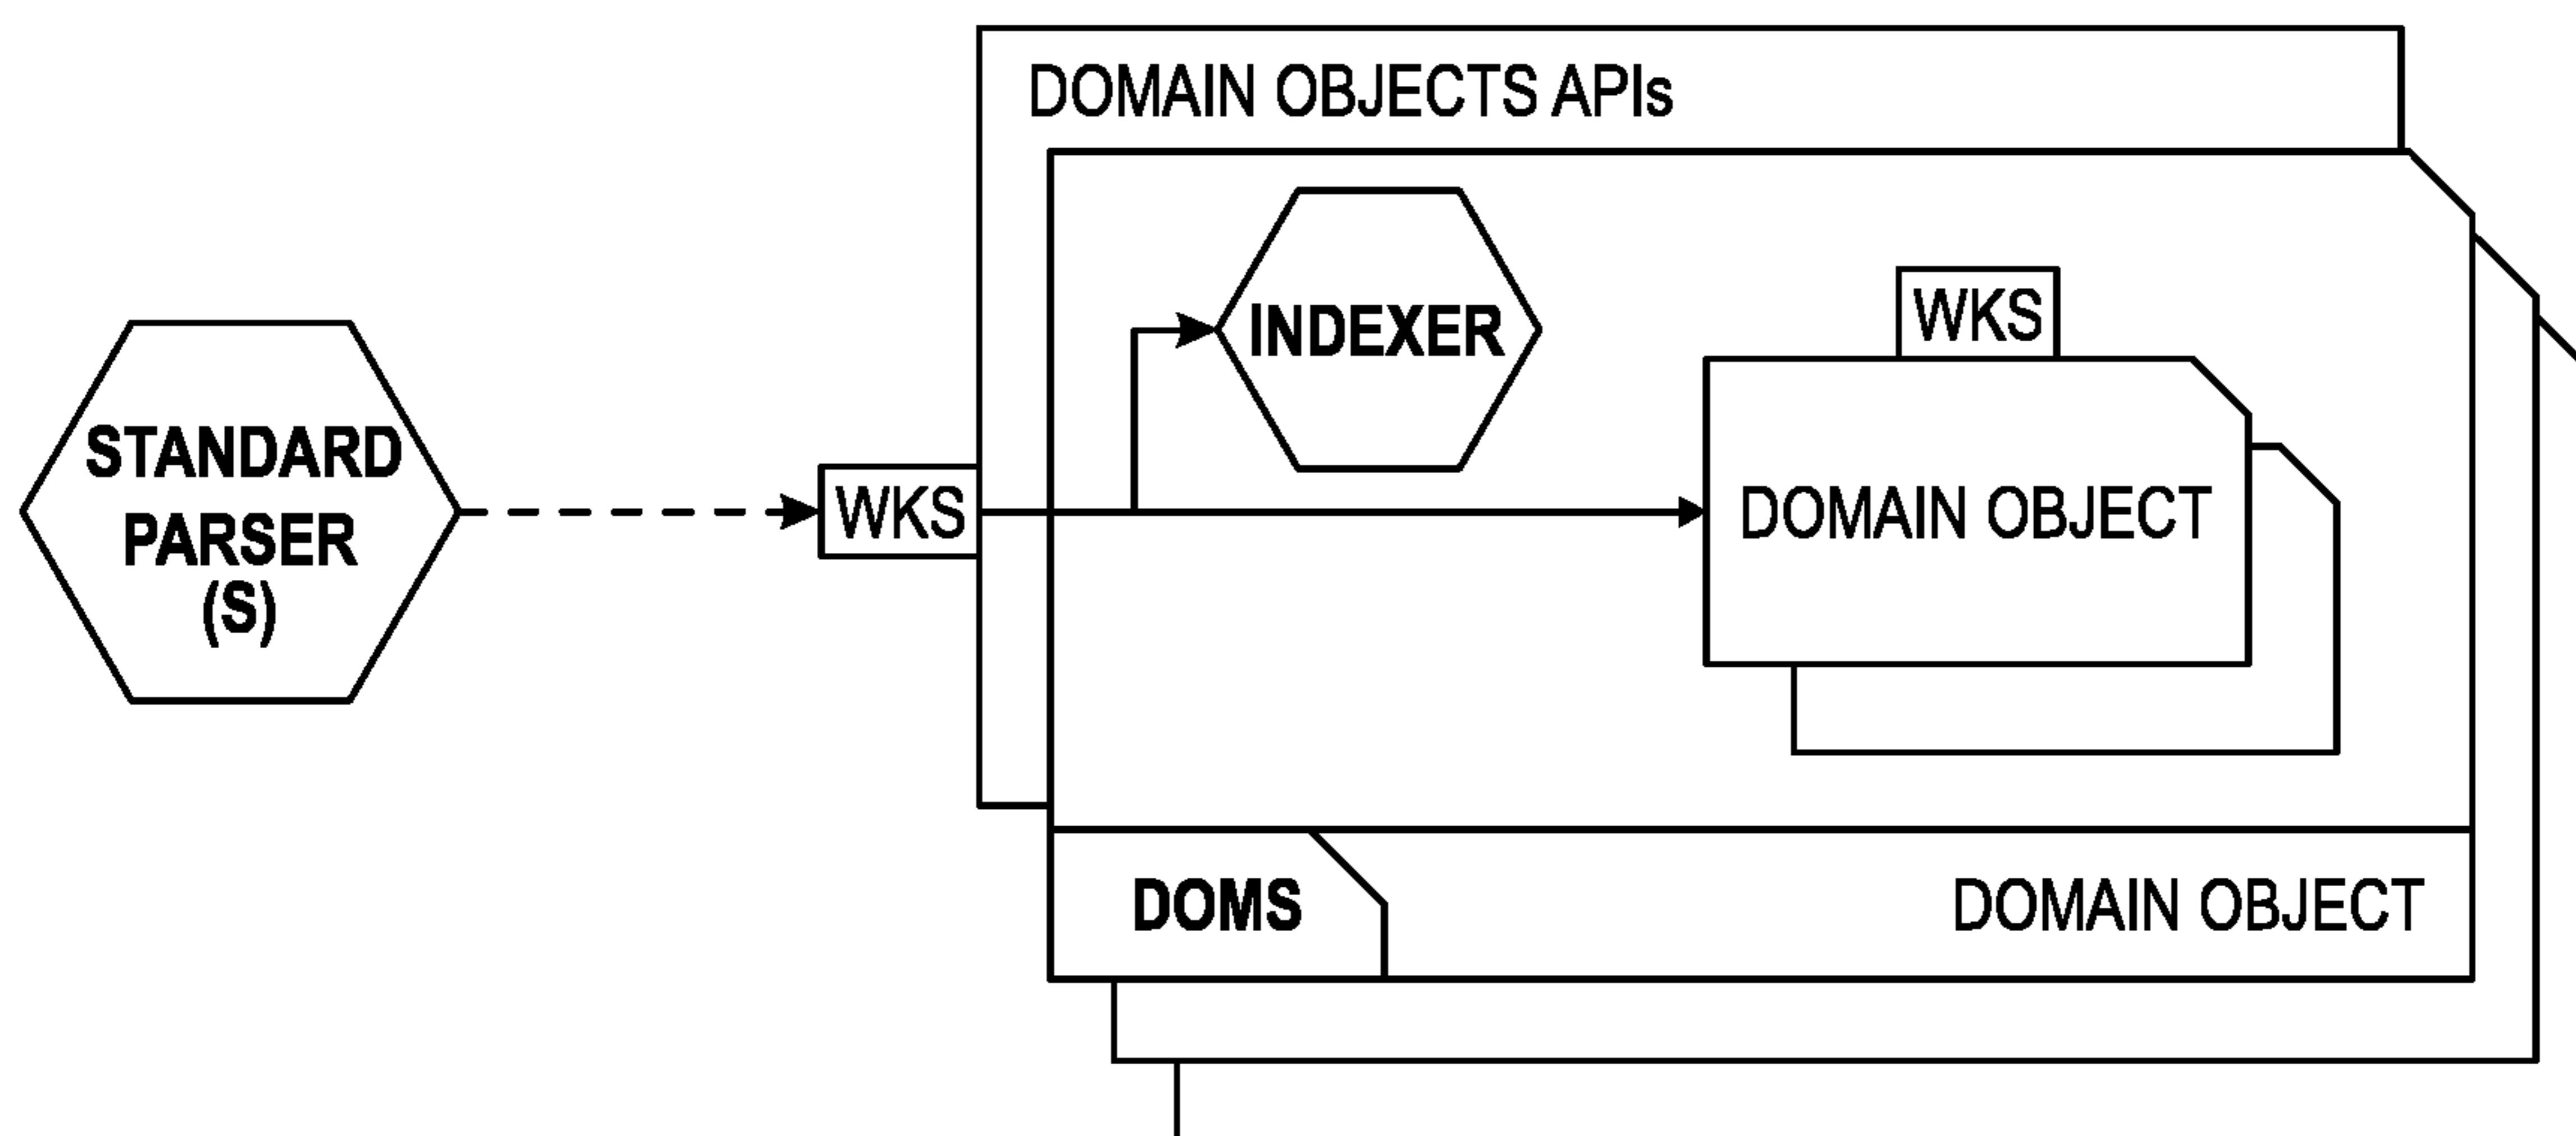 DOMAIN OBJECTS APIs
INDEXER
WKS
STANDARD
PARSER
(S)
WKS
DOMAIN OBJECT
DOMS
DOMAIN OBJECT